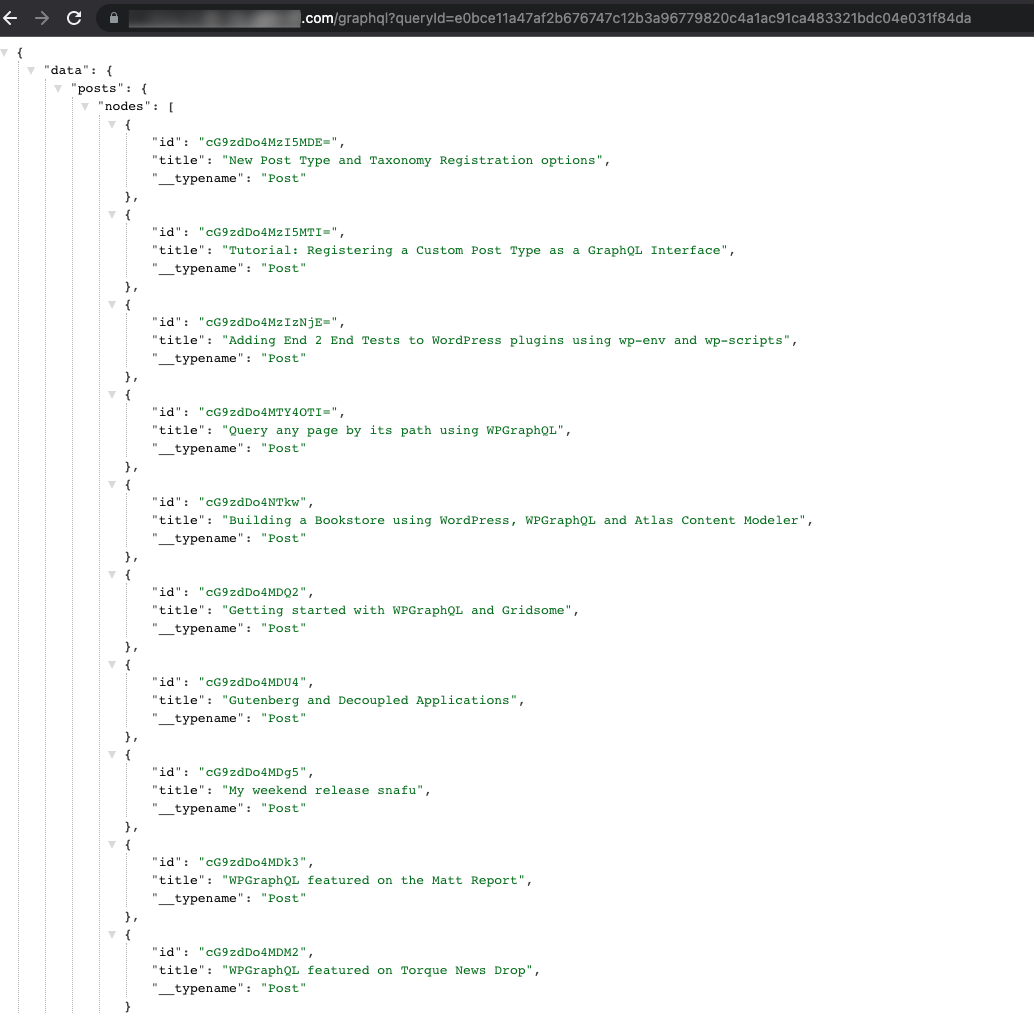 .com/graphql?queryId=e0bce11a47af2b676747c12b3a96779820c4a1ac91ca483321bdc04e031f84da
{
"data": {
"posts": {
"nodes": [
{
"id": "cG9zdDo4MzI5MDE=",
"title": "New Post Type and Taxonomy Registration options",
"__typename": "Post"
},
{
"id": "cG9zdDo4MzI5MTI=",
"title": "Tutorial: Registering a Custom Post Type as a GraphQL Interface",
"__typename": "Post"
},
{
"id": "cG9zdDo4MzIzNjE=",
"title": "Adding End 2 End Tests to WordPress plugins using wp-env and wp-scripts",
"__typename": "Post"
},
{
"id": "cG9zdDo4MTY4OTI=",
"title": "Query any page by its path using WPGraphQL",
"__typename": "Post"
},
{
"id": "cG9zdDo4NTkw",
"title": "Building a Bookstore using WordPress, WPGraphQL and Atlas Content Modeler",
"__typename": "Post"
},
{
"id": "cG9zdDo4MDQ2",
"title": "Getting started with WPGraphQL and Gridsome",
"__typename": "Post"
},
{
"id": "cG9zdDo4MDU4",
"title": "Gutenberg and Decoupled Applications",
"__typename": "Post"
},
{
"id": "cG9zdDo4MDg5",
"title": "My weekend release snafu",
"__typename": "Post"
},
{
"id": "cG9zdDo4MDk3",
"title": "WPGraphQL featured on the Matt Report",
"__typename": "Post"
},
{
"id": "cG9zdDo4MDM2",
"title": "WPGraphQL featured on Torque News Drop",
"__typename": "Post"
}